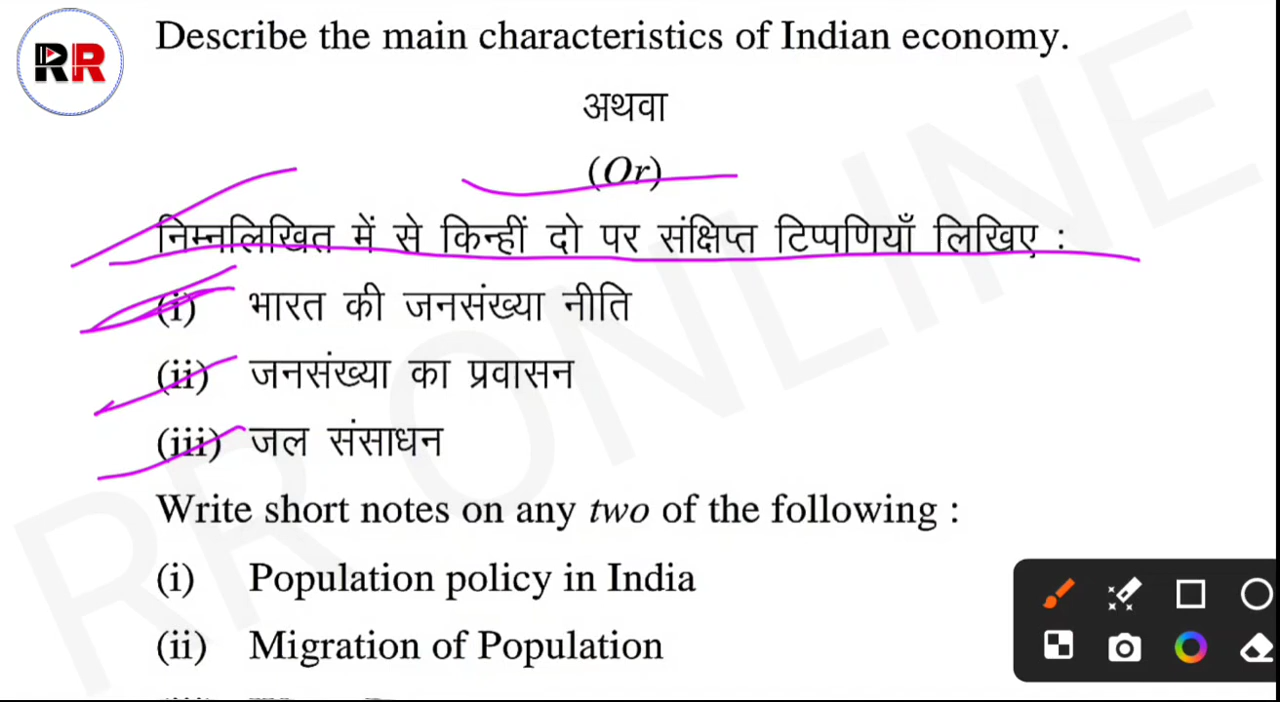 RR
Describe the main characteristics of Indian economy.
अथवा
(Or)
निम्नलिखित में से किन्हीं दो पर संक्षिप्त टिप्पणियाँ लिखिए :
(i) भारत की जनसंख्या नीति
(ii) जनसंख्या का प्रवासन
(iii) जल संसाधन
Write short notes on any two of the following :
(i) Population policy in India
(ii) Migration of Population
RR ONLINE